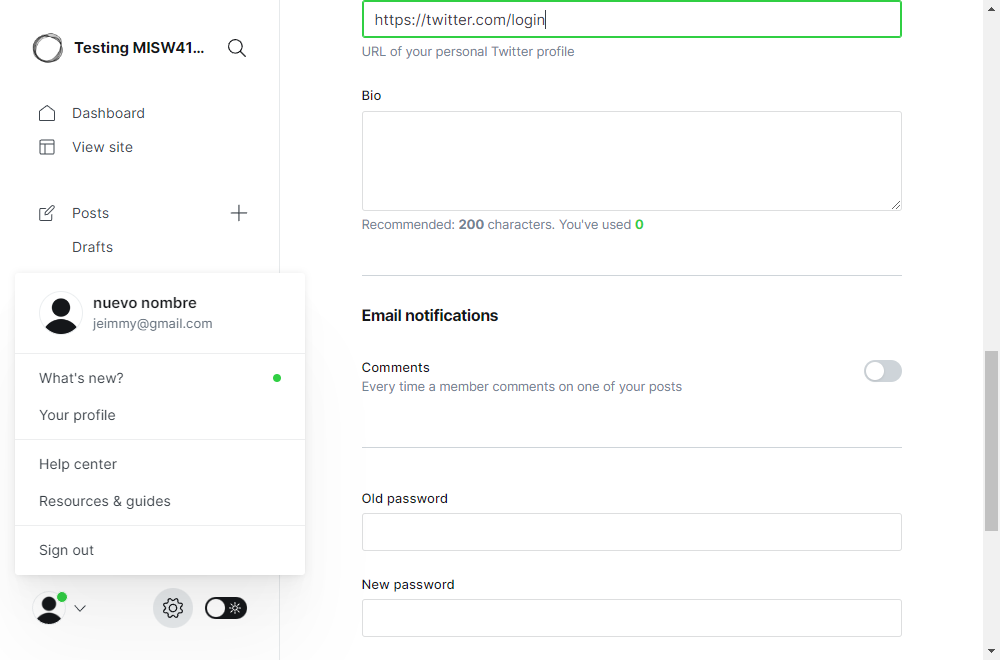 Testing MISW41...
Dashboard
View site
Posts
Drafts
nuevo nombre
jeimmy@gmail.com
What's new?
Your profile
Help center
Resources & guides
Sign out
https://twitter.com/login
URL of your personal Twitter profile
Bio
Recommended: 200 characters. You've used 0
Email notifications
Comments
Every time a member comments on one of your posts
Old password
New password